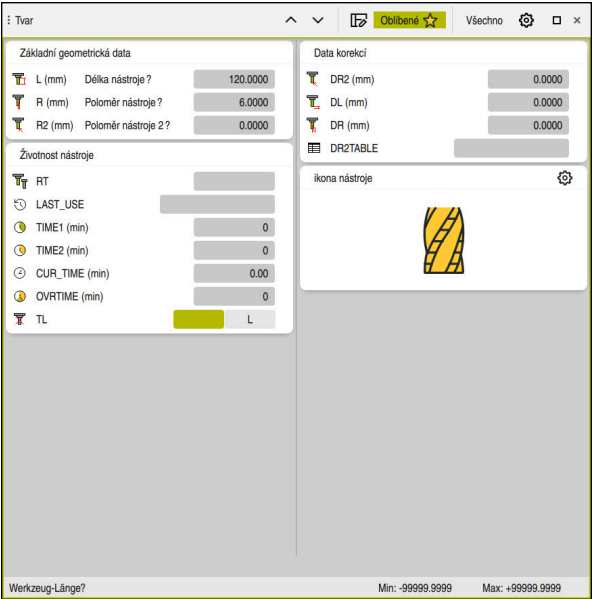 Tvar
Oblíbené
Všechno
Základní geometrická data
L (mm) Délka nástroje? 120.0000
R (mm) Poloměr nástroje? 6.0000
R2 (mm) Poloměr nástroje 2? 0.0000
Životnost nástroje
RT
LAST_USE
TIME1 (min) 0
TIME2 (min) 0
CUR_TIME (min) 0.00
OVRTIME (min) 0
TL L
Data korekcí
DR2 (mm) 0.0000
DL (mm) 0.0000
DR (mm) 0.0000
DR2TABLE
ikona nástroje
Werkzeug-Länge? Min: -99999.9999 Max: +99999.9999